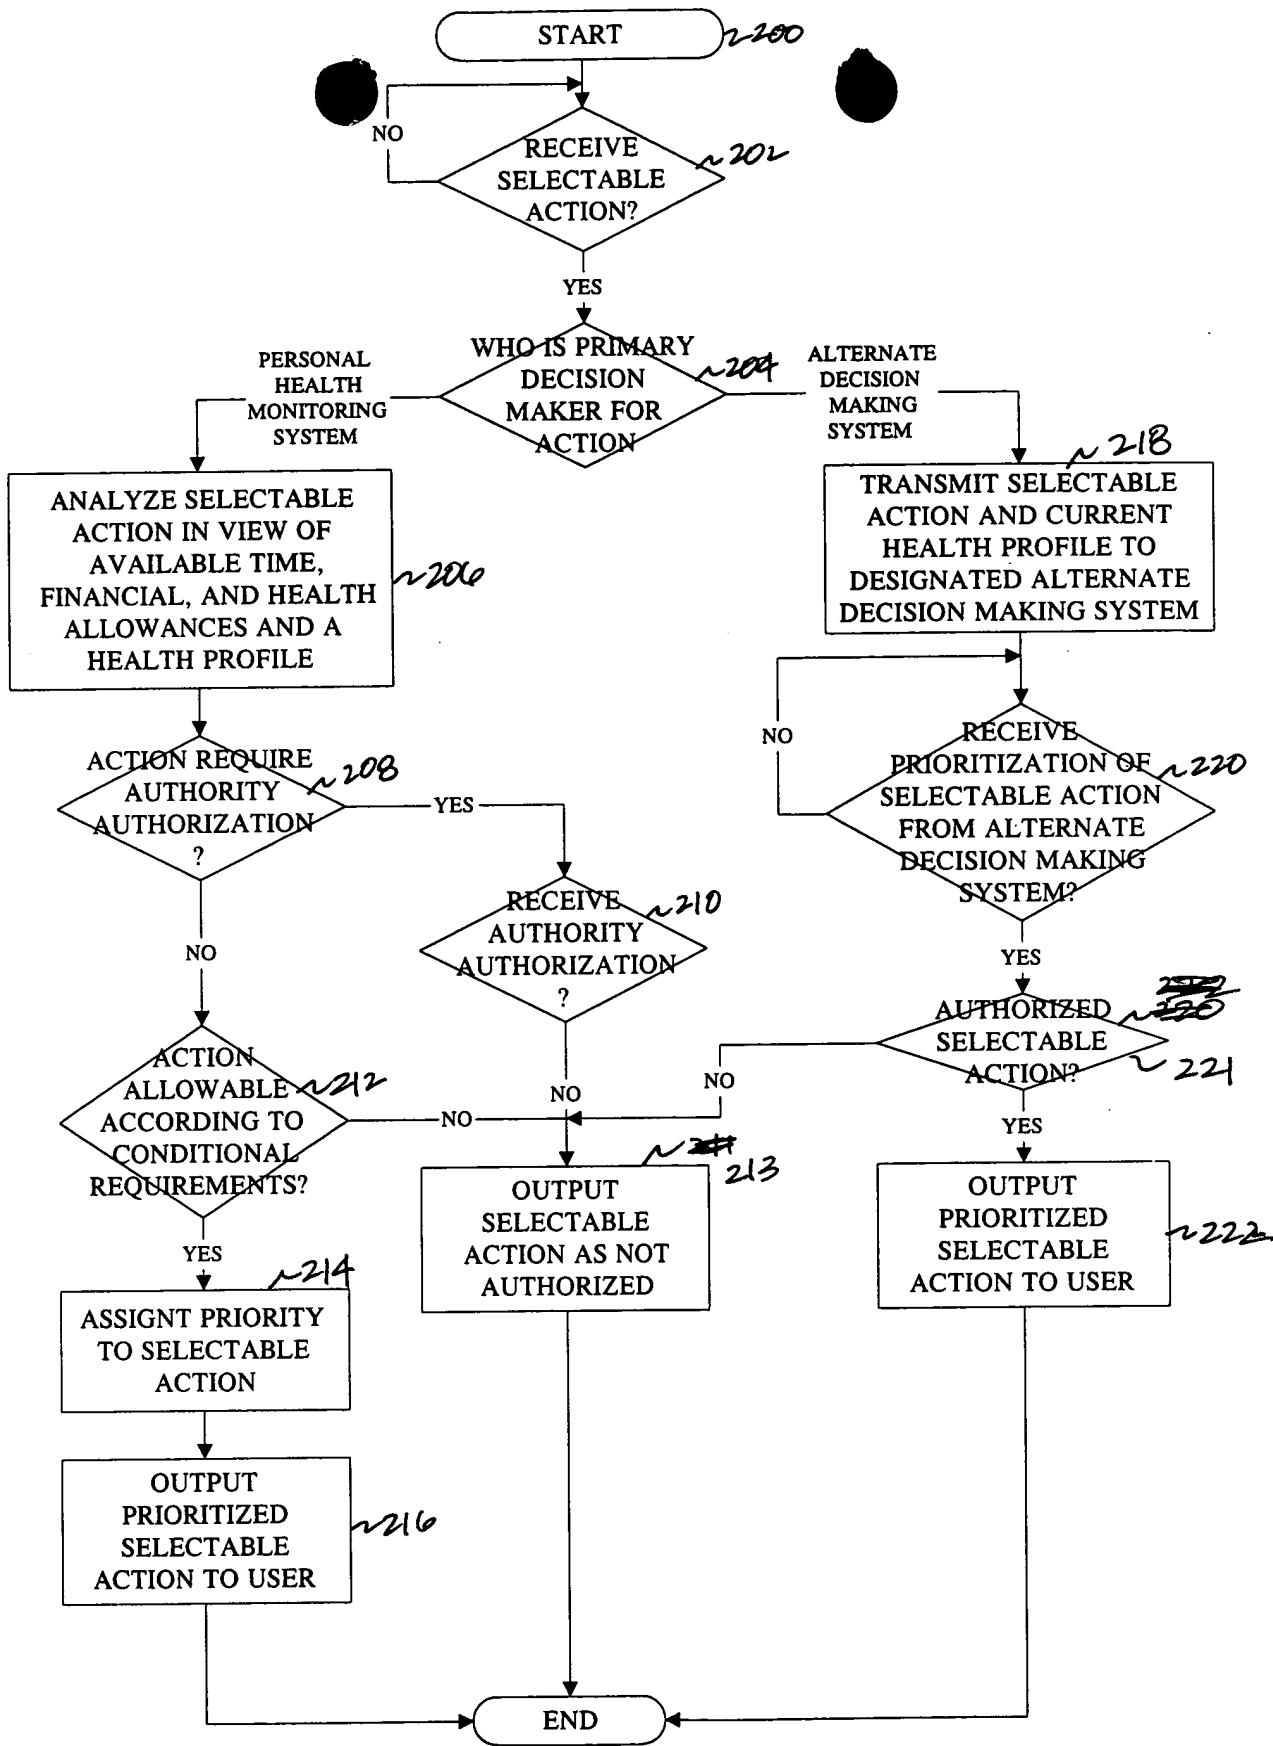 START
~200
NO
RECEIVE
SELECTABLE
ACTION?
~202
YES
WHO IS PRIMARY
DECISION
MAKER FOR
ACTION
~204
PERSONAL
HEALTH
MONITORING
SYSTEM
ALTERNATE
DECISION
MAKING
SYSTEM
ANALYZE SELECTABLE
ACTION IN VIEW OF
AVAILABLE TIME,
FINANCIAL, AND HEALTH
ALLOWANCES AND A
HEALTH PROFILE
~206
~218
TRANSMIT SELECTABLE
ACTION AND CURRENT
HEALTH PROFILE TO
DESIGNATED ALTERNATE
DECISION MAKING SYSTEM
ACTION REQUIRE
AUTHORITY
AUTHORIZATION
?
~208
YES
NO
RECEIVE
PRIORITIZATION OF
SELECTABLE ACTION
FROM ALTERNATE
DECISION MAKING
SYSTEM?
~220
NO
RECEIVE
AUTHORITY
AUTHORIZATION
?
~210
YES
AUTHORIZED
SELECTABLE
ACTION?
~220
~221
NO
NO
YES
ACTION
ALLOWABLE
ACCORDING TO
CONDITIONAL
REQUIREMENTS?
~212
NO
~
213
OUTPUT
SELECTABLE
ACTION AS NOT
AUTHORIZED
OUTPUT
PRIORITIZED
SELECTABLE
ACTION TO USER
~222
YES
~214
ASSIGNT PRIORITY
TO SELECTABLE
ACTION
OUTPUT
PRIORITIZED
SELECTABLE
ACTION TO USER
~216
END